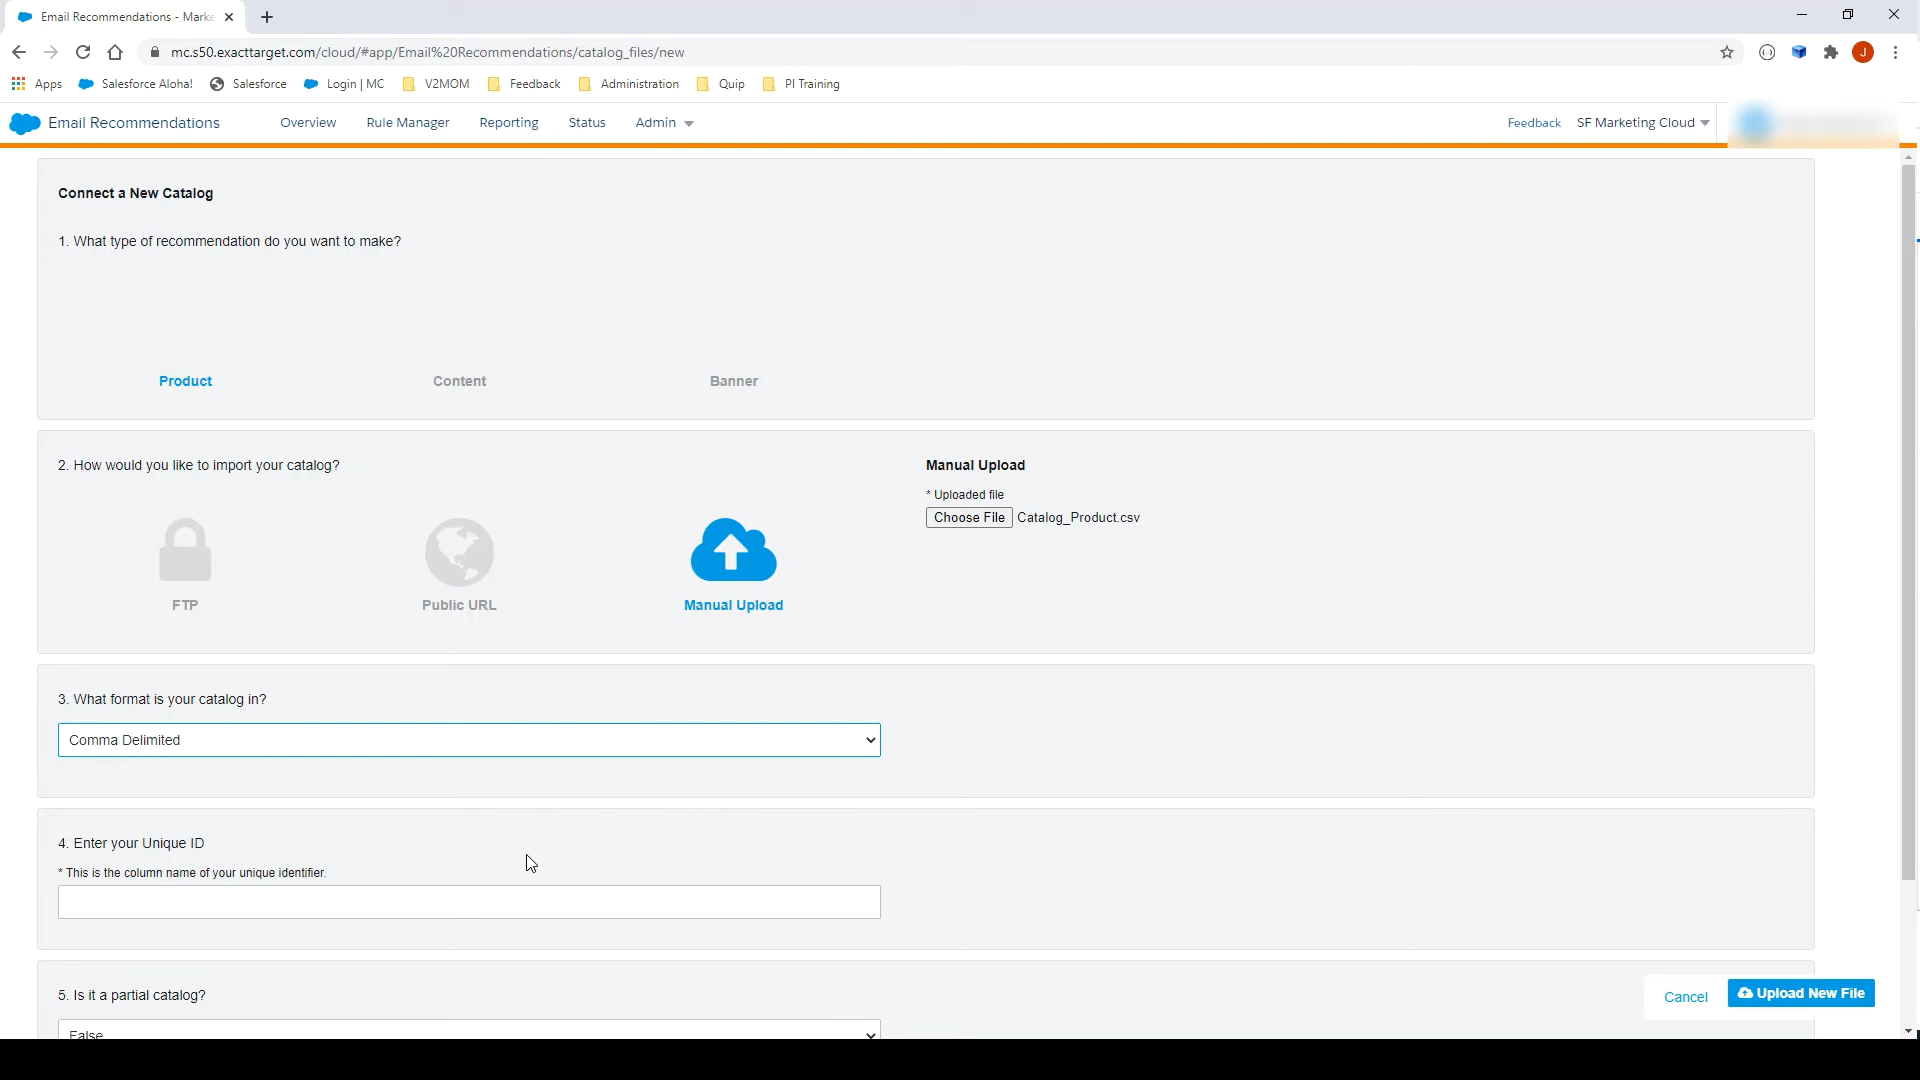 Email Recommendations - Marke
mc.s50.exacttarget.com/cloud/#app/Email%20Recommendations/catalog_files/new
J
Apps Salesforce Aloha! Salesforce Login | MC V2MOM Feedback Administration Quip PI Training
Email Recommendations Overview Rule Manager Reporting Status Admin Feedback SF Marketing Cloud
Connect a New Catalog
1. What type of recommendation do you want to make?
Product Content Banner
2. How would you like to import your catalog?
Manual Upload
* Uploaded file
Choose File Catalog_Product.csv
FTP Public URL Manual Upload
3. What format is your catalog in?
Comma Delimited
4. Enter your Unique ID
* This is the column name of your unique identifier.
5. Is it a partial catalog?
False
Cancel Upload New File